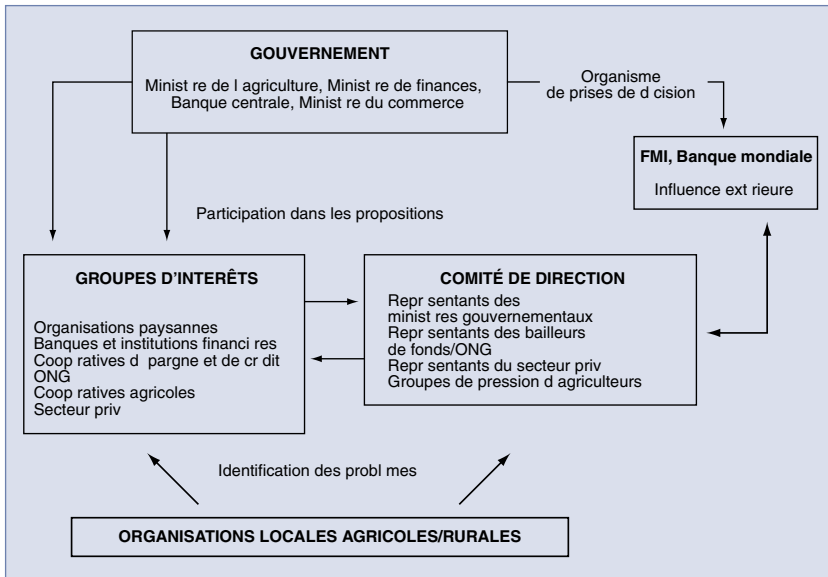 GOUVERNEMENT
Minist re de l agriculture, Minist re de finances,
Banque centrale, Minist re du commerce
Organisme
de prises de d cision
FMI, Banque mondiale
Influence ext rieure
Participation dans les propositions
GROUPES D'INTERÊTS
Organisations paysannes
Banques et institutions financi res
Coop ratives d pargne et de cr dit
ONG
Coop ratives agricoles
Secteur priv
COMITÉ DE DIRECTION
Repr sentants des
minist res gouvernementaux
Repr sentants des bailleurs
de fonds/ONG
Repr sentants du secteur priv
Groupes de pression d agriculteurs
Identification des probl mes
ORGANISATIONS LOCALES AGRICOLES/RURALES